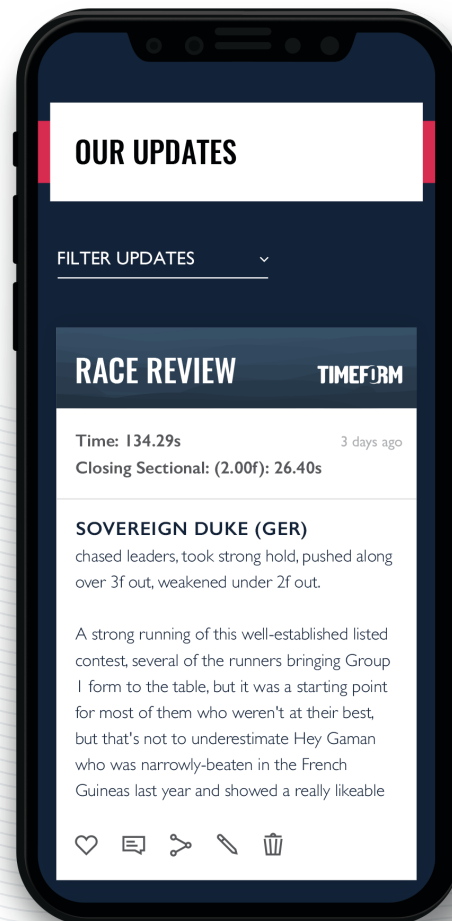 OUR UPDATES
FILTER UPDATES
RACE REVIEW
TIMEFORM
Time: 134.29s
3 days ago
Closing Sectional: (2.00f): 26.40s
SOVEREIGN DUKE (GER)
chased leaders, took strong hold, pushed along
over 3f out, weakened under 2f out.
A strong running of this well-established listed
contest, several of the runners bringing Group
1 form to the table, but it was a starting point
for most of them who weren't at their best,
but that's not to underestimate Hey Gaman
who was narrowly-beaten in the French
Guineas last year and showed a really likeable